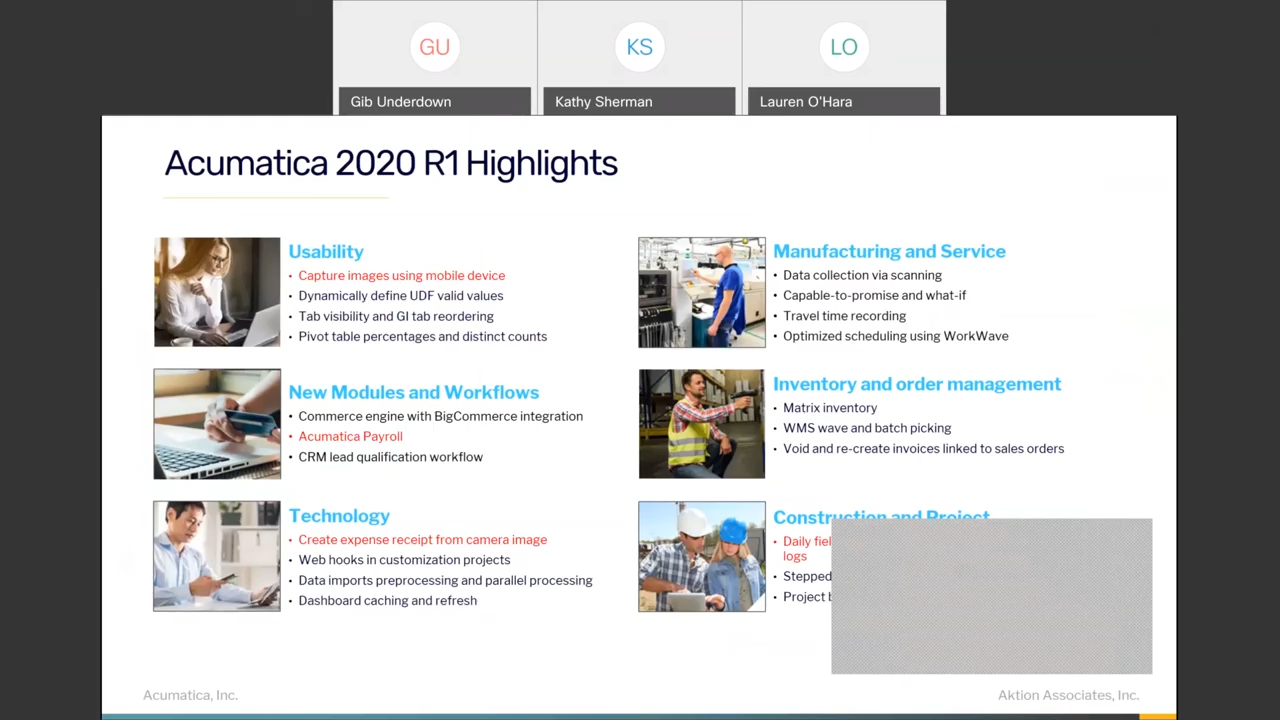 GU
KS
LO
Gib Underdown
Kathy Sherman
Lauren O'Hara
Acumatica 2020 R1 Highlights
Usability
• Capture images using mobile device
• Dynamically define UDF valid values
• Tab visibility and GI tab reordering
• Pivot table percentages and distinct counts
New Modules and Workflows
• Commerce engine with BigCommerce integration
• Acumatica Payroll
• CRM lead qualification workflow
Technology
• Create expense receipt from camera image
• Web hooks in customization projects
• Data imports preprocessing and parallel processing
• Dashboard caching and refresh
Manufacturing and Service
• Data collection via scanning
• Capable-to-promise and what-if
• Travel time recording
• Optimized scheduling using WorkWave
Inventory and order management
• Matrix inventory
• WMS wave and batch picking
• Void and re-create invoices linked to sales orders
Construction and Project
• Daily
logs
• Stepped
• Project
Acumatica, Inc.
Aktion Associates, Inc.